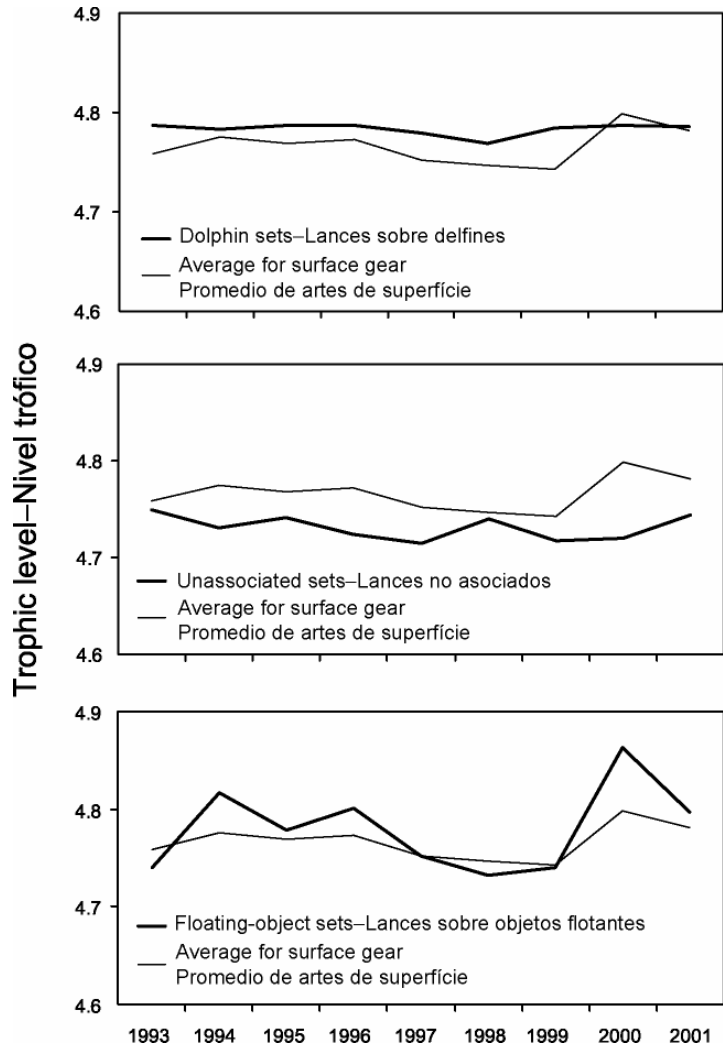 Trophic level–Nivel trófico
4.9
4.8
4.7
4.6
Dolphin sets–Lances sobre delfines
Average for surface gear
Promedio de artes de superfície
4.9
4.8
4.7
4.6
Unassociated sets–Lances no asociados
Average for surface gear
Promedio de artes de superfície
4.9
4.8
4.7
4.6
Floating-object sets–Lances sobre objetos flotantes
Average for surface gear
Promedio de artes de superfície
1993 1994 1995 1996 1997 1998 1999 2000 2001